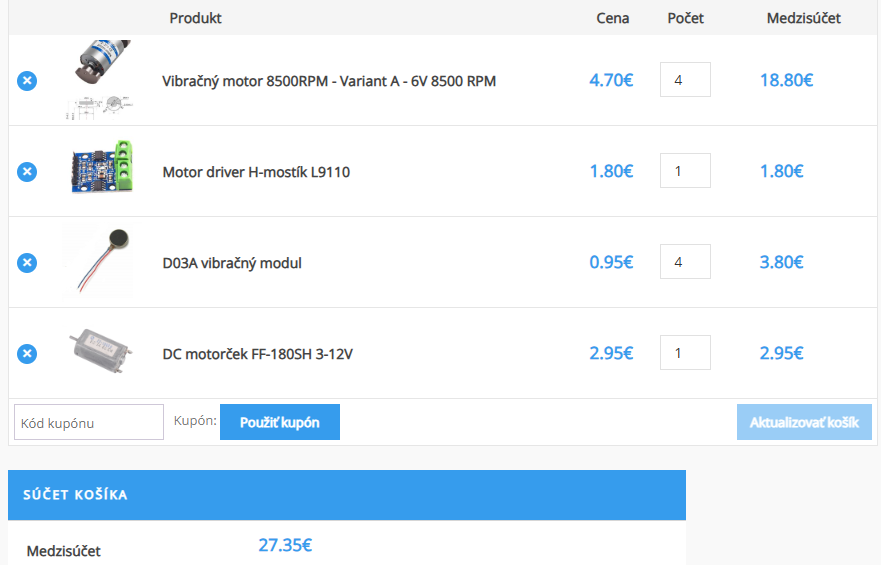 Produkt Cena Počet Medzisúčet
Vibračný motor 8500RPM - Variant A - 6V 8500 RPM 4.70€ 4 18.80€
Motor driver H-mostík L9110 1.80€ 1 1.80€
D03A vibračný modul 0.95€ 4 3.80€
DC motorček FF-180SH 3-12V 2.95€ 1 2.95€
Kód kupónu Kupón: Použiť kupón Aktualizovať košík
SÚČET KOŠÍKA
Medzisúčet 27.35€